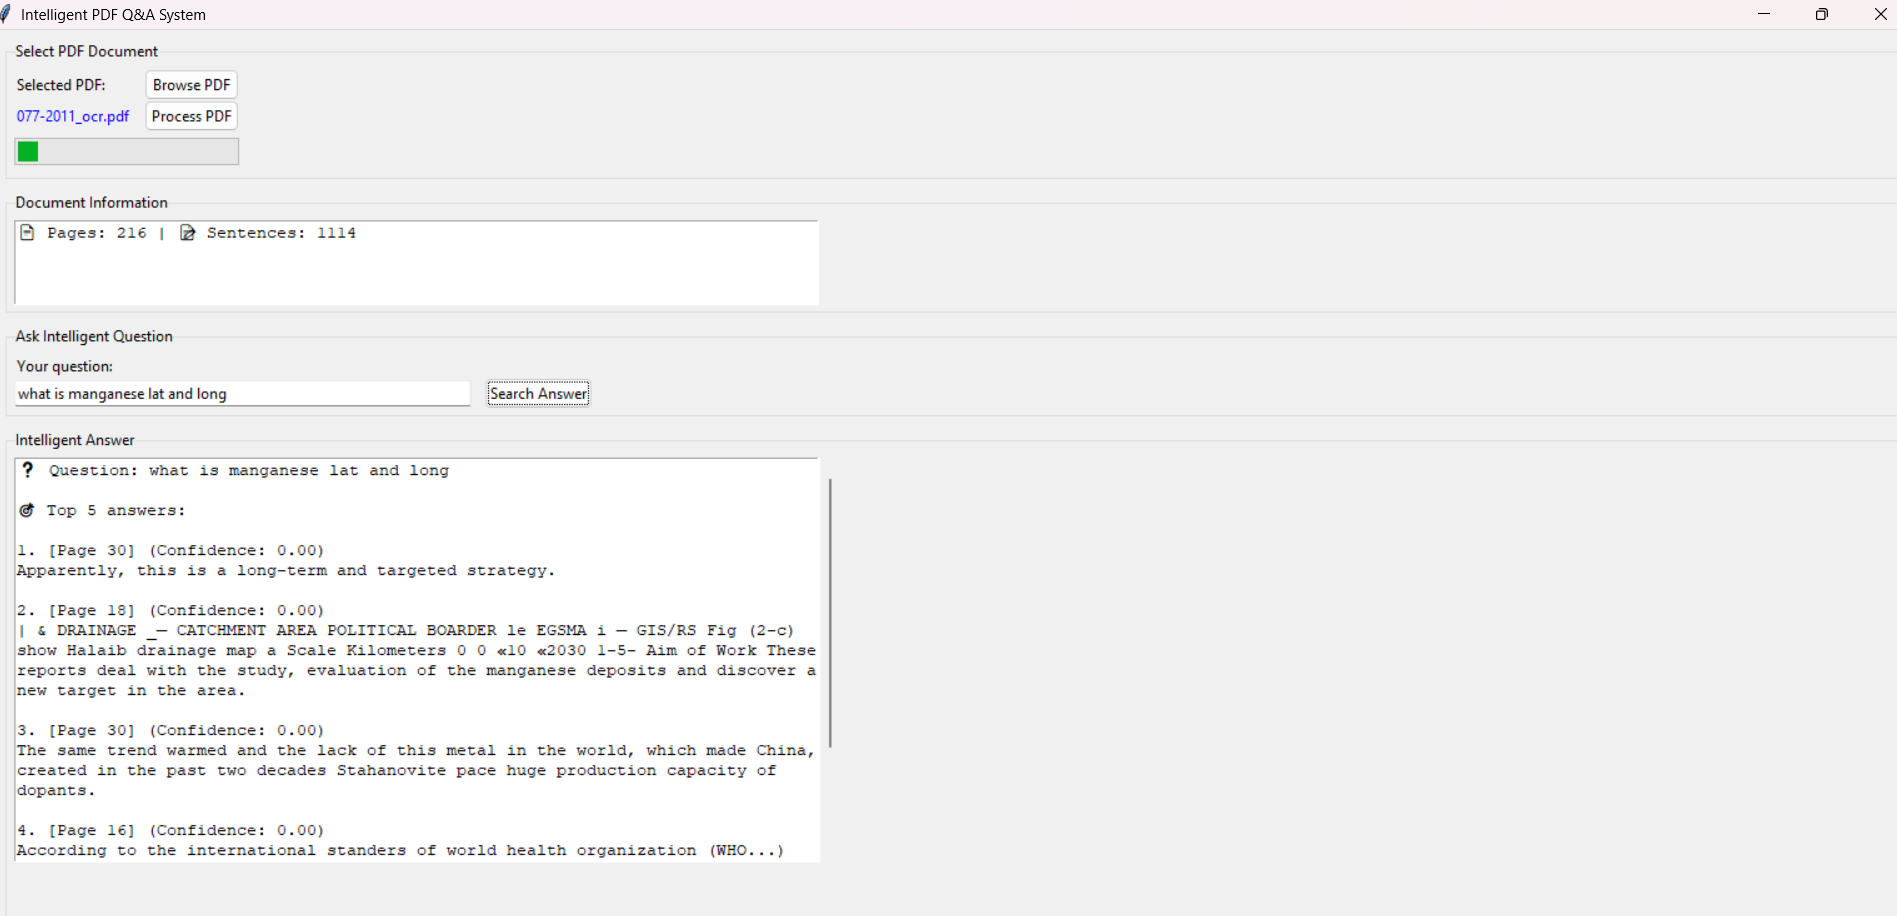 Intelligent PDF Q&A System
Select PDF Document
Selected PDF:
Browse PDF
077-2011_ocr.pdf
Process PDF
Document Information
Pages: 216 | Sentences: 1114
Ask Intelligent Question
Your question:
what is manganese lat and long
Search Answer
Intelligent Answer
? Question: what is manganese lat and long
Top 5 answers:
1. [Page 30] (Confidence: 0.00)
Apparently, this is a long-term and targeted strategy.
2. [Page 18] (Confidence: 0.00)
| & DRAINAGE _— CATCHMENT AREA POLITICAL BOARDER le EGSMA i — GIS/RS Fig (2-c)
show Halaib drainage map a Scale Kilometers 0 0 «10 «2030 1-5- Aim of Work These
reports deal with the study, evaluation of the manganese deposits and discover a
new target in the area.
3. [Page 30] (Confidence: 0.00)
The same trend warmed and the lack of this metal in the world, which made China,
created in the past two decades Stahanovite pace huge production capacity of
dopants.
4. [Page 16] (Confidence: 0.00)
According to the international standers of world health organization (WHO...)